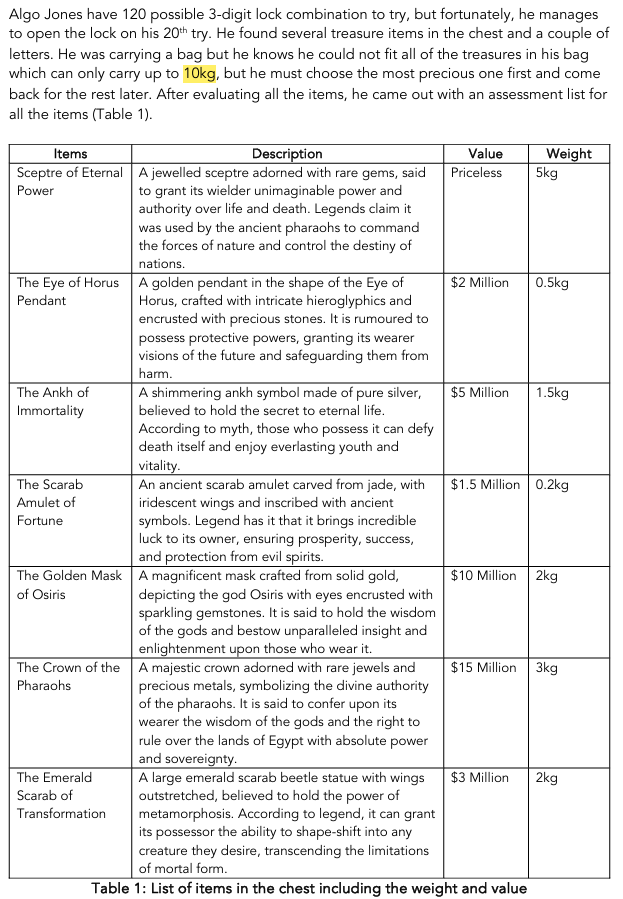 Algo Jones have 120 possible 3-digit lock combination to try, but fortunately, he manages
to open the lock on his 20th try. He found several treasure items in the chest and a couple of
letters. He was carrying a bag but he knows he could not fit all of the treasures in his bag
which can only carry up to 10kg, but he must choose the most precious one first and come
back for the rest later. After evaluating all the items, he came out with an assessment list for
all the items (Table 1).
Items Description Value Weight
Sceptre of Eternal
Power
A jewelled sceptre adorned with rare gems, said
to grant its wielder unimaginable power and
authority over life and death. Legends claim it
was used by the ancient pharaohs to command
the forces of nature and control the destiny of
nations.
Priceless
5kg
The Eye of Horus
Pendant
A golden pendant in the shape of the Eye of
Horus, crafted with intricate hieroglyphics and
encrusted with precious stones. It is rumoured to
possess protective powers, granting its wearer
visions of the future and safeguarding them from
harm.
$2 Million
0.5kg
The Ankh of
Immortality
A shimmering ankh symbol made of pure silver,
believed to hold the secret to eternal life.
According to myth, those who possess it can defy
death itself and enjoy everlasting youth and
vitality.
$5 Million
1.5kg
The Scarab
Amulet of
Fortune
An ancient scarab amulet carved from jade, with
iridescent wings and inscribed with ancient
symbols. Legend has it that it brings incredible
luck to its owner, ensuring prosperity, success,
and protection from evil spirits.
$1.5 Million
0.2kg
The Golden Mask
of Osiris
A magnificent mask crafted from solid gold,
depicting the god Osiris with eyes encrusted with
sparkling gemstones. It is said to hold the wisdom
of the gods and bestow unparalleled insight and
enlightenment upon those who wear it.
$10 Million
2kg
The Crown of the
Pharaohs
A majestic crown adorned with rare jewels and
precious metals, symbolizing the divine authority
of the pharaohs. It is said to confer upon its
wearer the wisdom of the gods and the right to
rule over the lands of Egypt with absolute power
and sovereignty.
$15 Million
3kg
The Emerald
Scarab of
Transformation
A large emerald scarab beetle statue with wings
outstretched, believed to hold the power of
metamorphosis. According to legend, it can grant
its possessor the ability to shape-shift into any
creature they desire, transcending the limitations
of mortal form.
$3 Million
2kg
Table 1: List of items in the chest including the weight and value